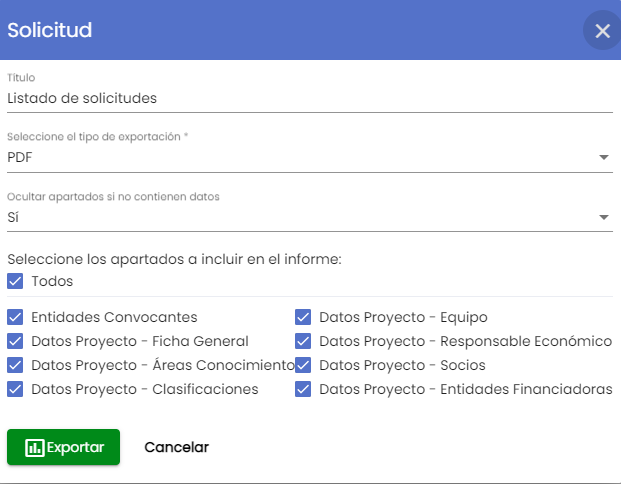 Solicitud
Título
Listado de solicitudes
Seleccione el tipo de exportación *
PDF
Ocultar apartados si no contienen datos
Sí
Seleccione los apartados a incluir en el informe:
Todos
Entidades Convocantes
Datos Proyecto - Equipo
Datos Proyecto - Ficha General
Datos Proyecto - Responsable Económico
Datos Proyecto - Áreas Conocimiento
Datos Proyecto - Socios
Datos Proyecto - Clasificaciones
Datos Proyecto - Entidades Financiadoras
Exportar
Cancelar